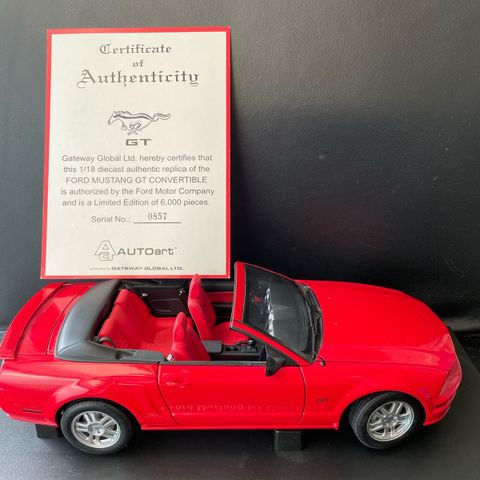 Certificate
of
Authenticity
GT
Gateway Global Ltd. hereby certifies that
this 1/18 diecast authentic replica of the
FORD MUSTANG GT CONVERTIBLE
is authorized by the Ford Motor Company
and is a Limited Edition of 6,000 pieces.
Serial No.: 0857
AUTOart
GATEWAY GLOBAL LTD.
GT